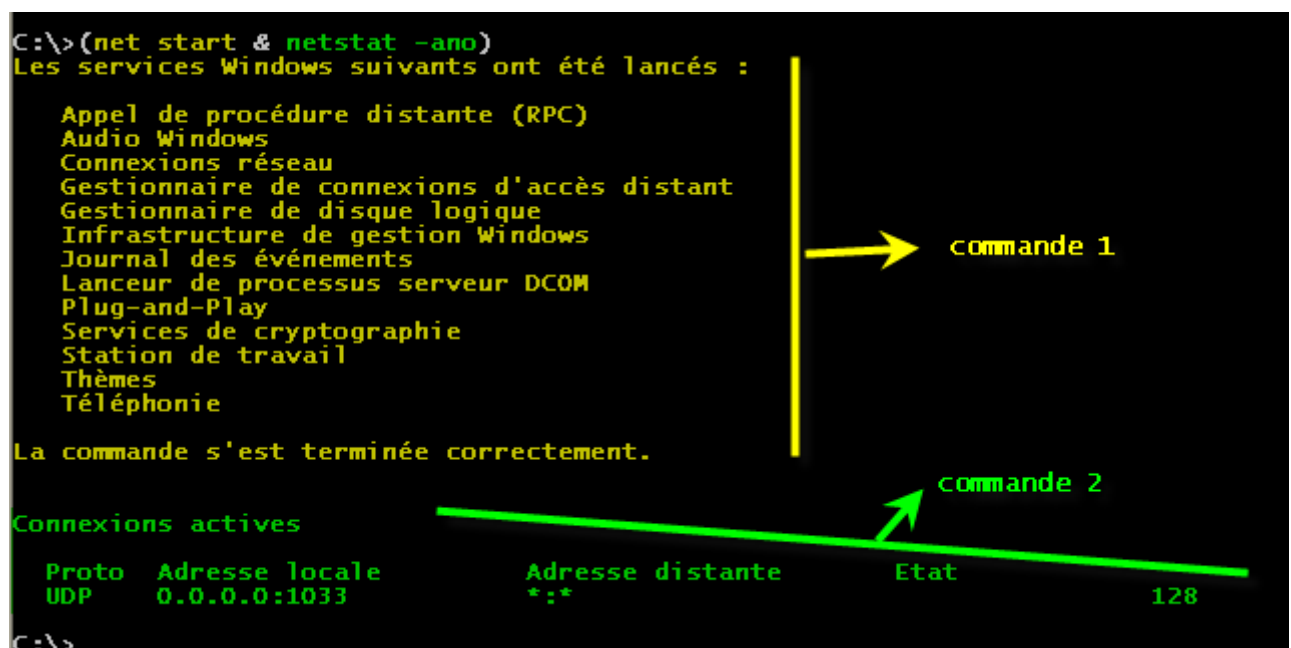 C:\>(net start & netstat -ano)
Les services Windows suivants ont été lancés :
Appel de procédure distante (RPC)
Audio Windows
Connexions réseau
Gestionnaire de connexions d'accès distant
Gestionnaire de disque logique
Infrastructure de gestion Windows
Journal des événements
Lanceur de processus serveur DCOM
Plug-and-Play
Services de cryptographie
Station de travail
Thèmes
Téléphonie
La commande s'est terminée correctement.
commande 1
commande 2
Connexions actives
Proto Adresse locale Adresse distante Etat
UDP 0.0.0.0:1033 *:* 128
C:\>